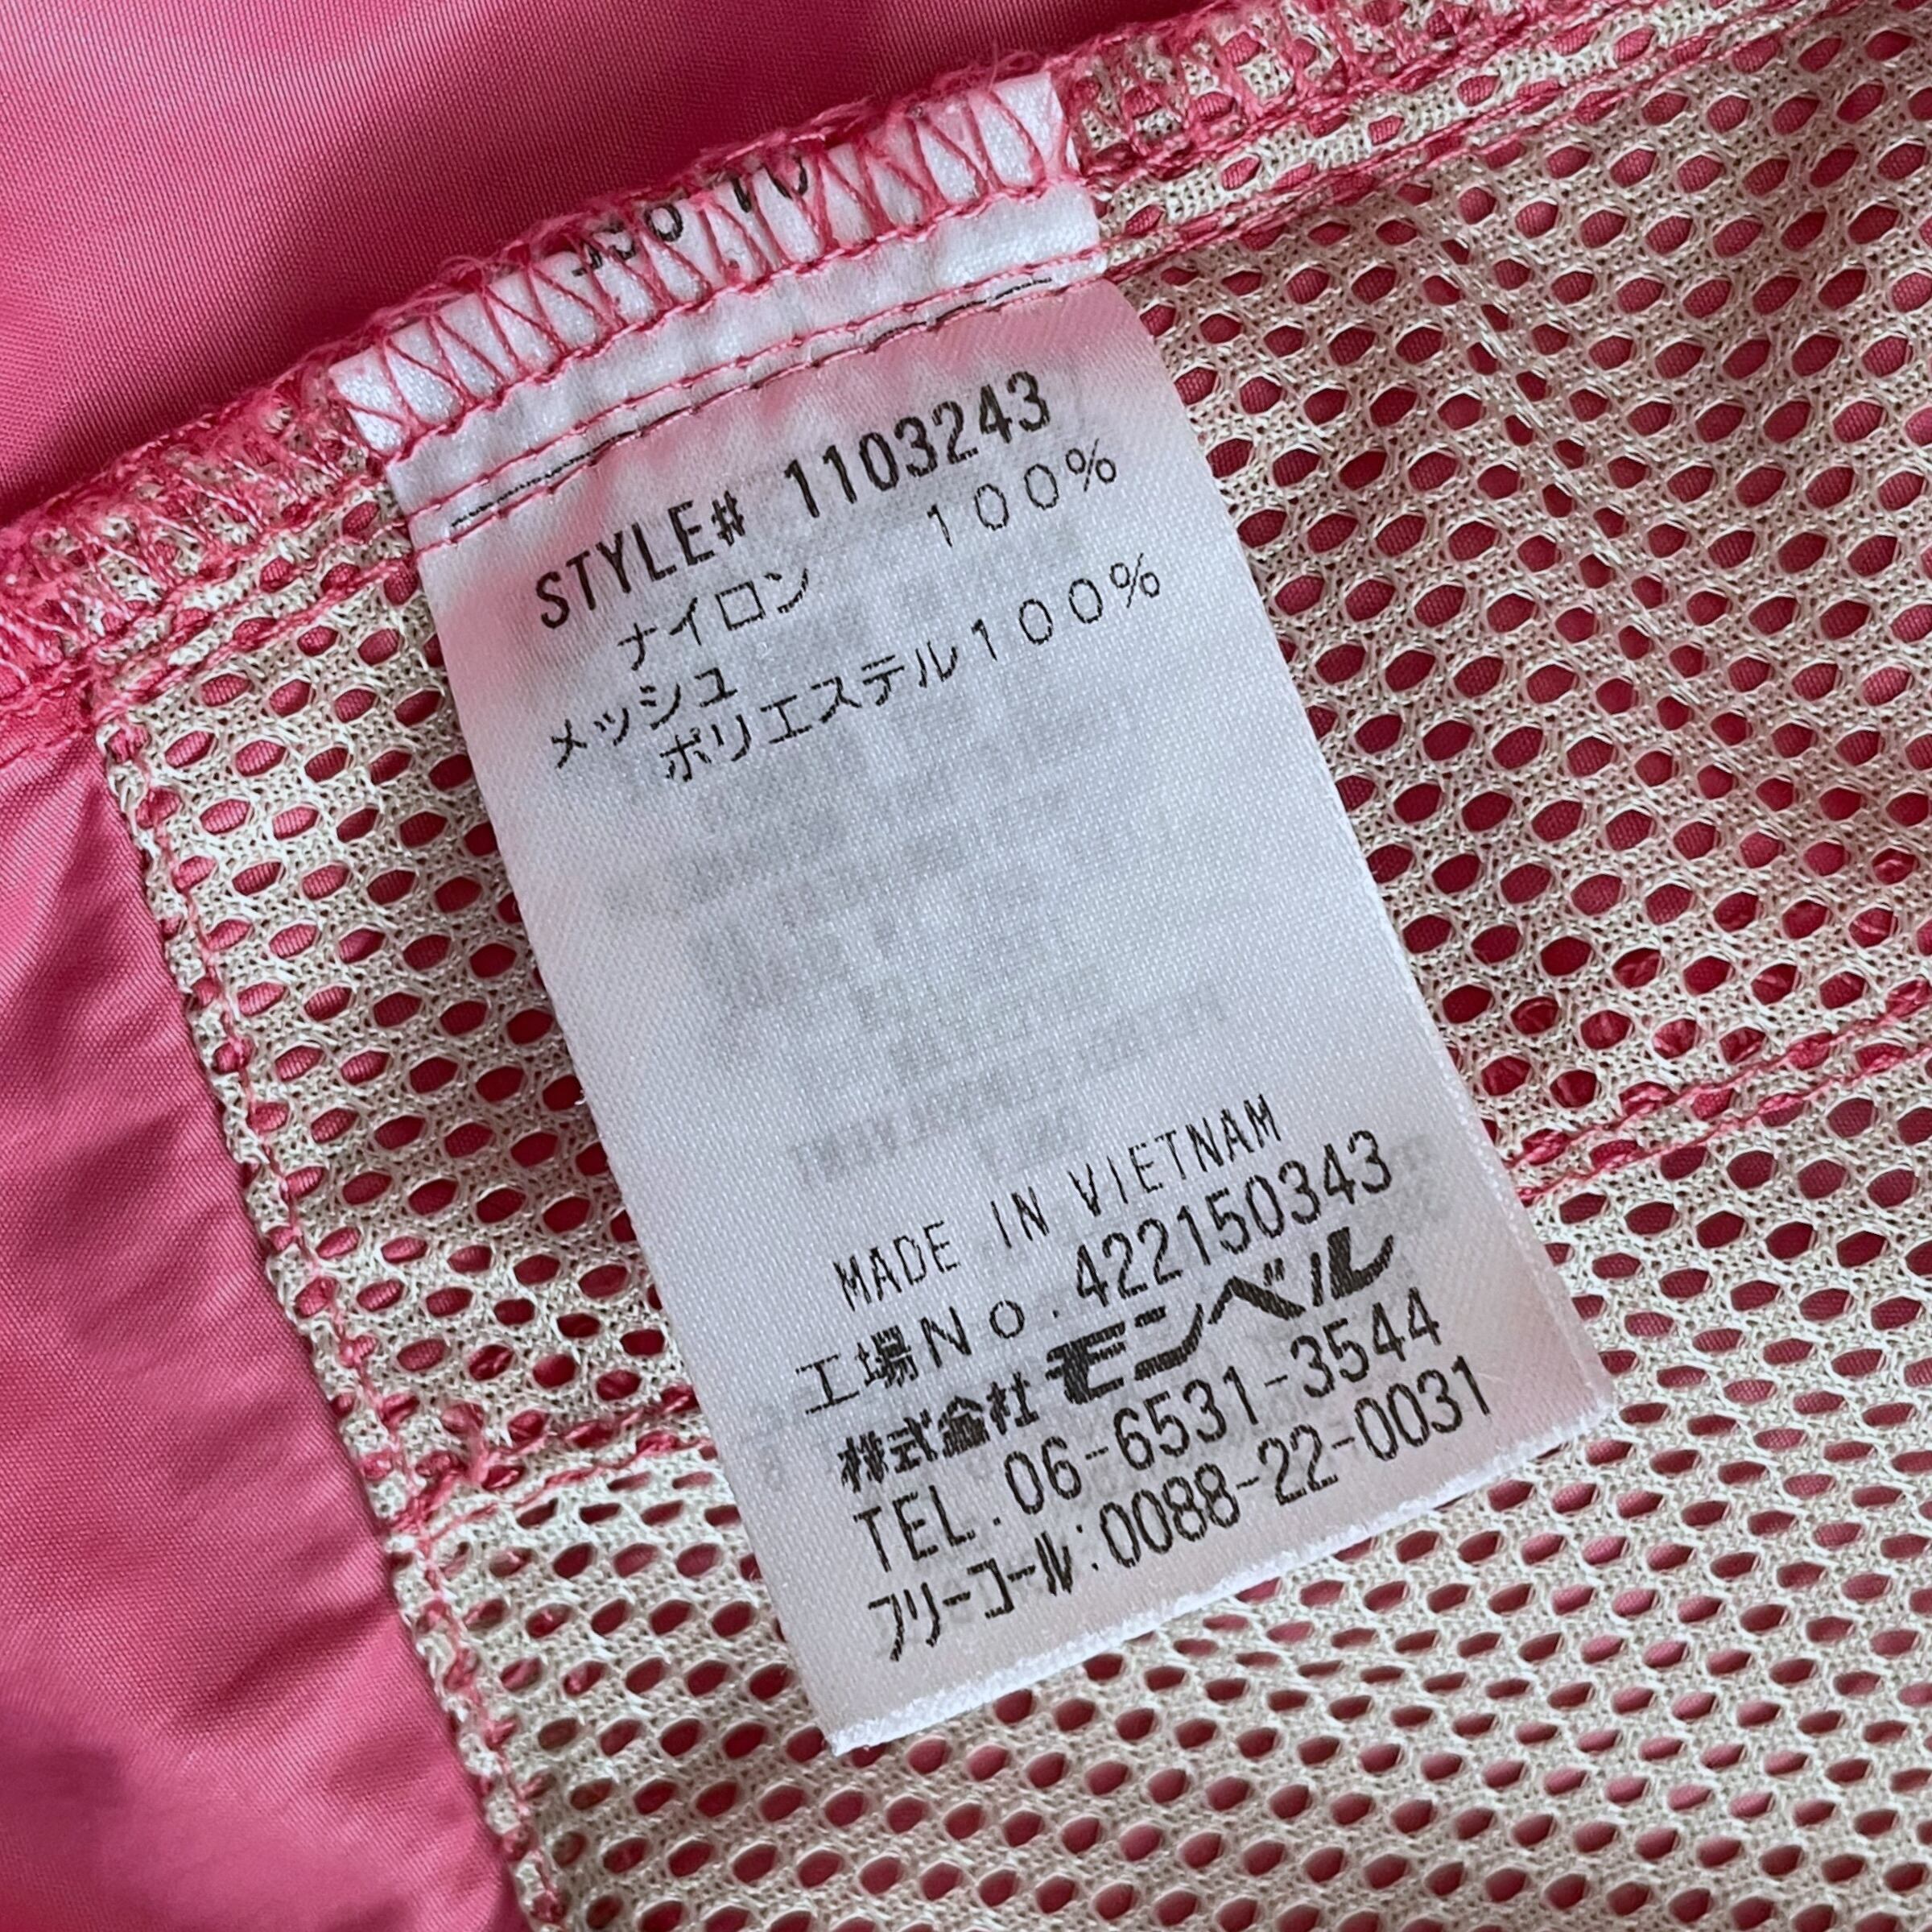 STYLE# 1103243
ナイロン 100%
メッシュ
ポリエステル100%
MADE IN VIETNAM
工場No.422150343
株式会社 モンベル
TEL.06-6531-3544
フリーコール:0088-22-0031